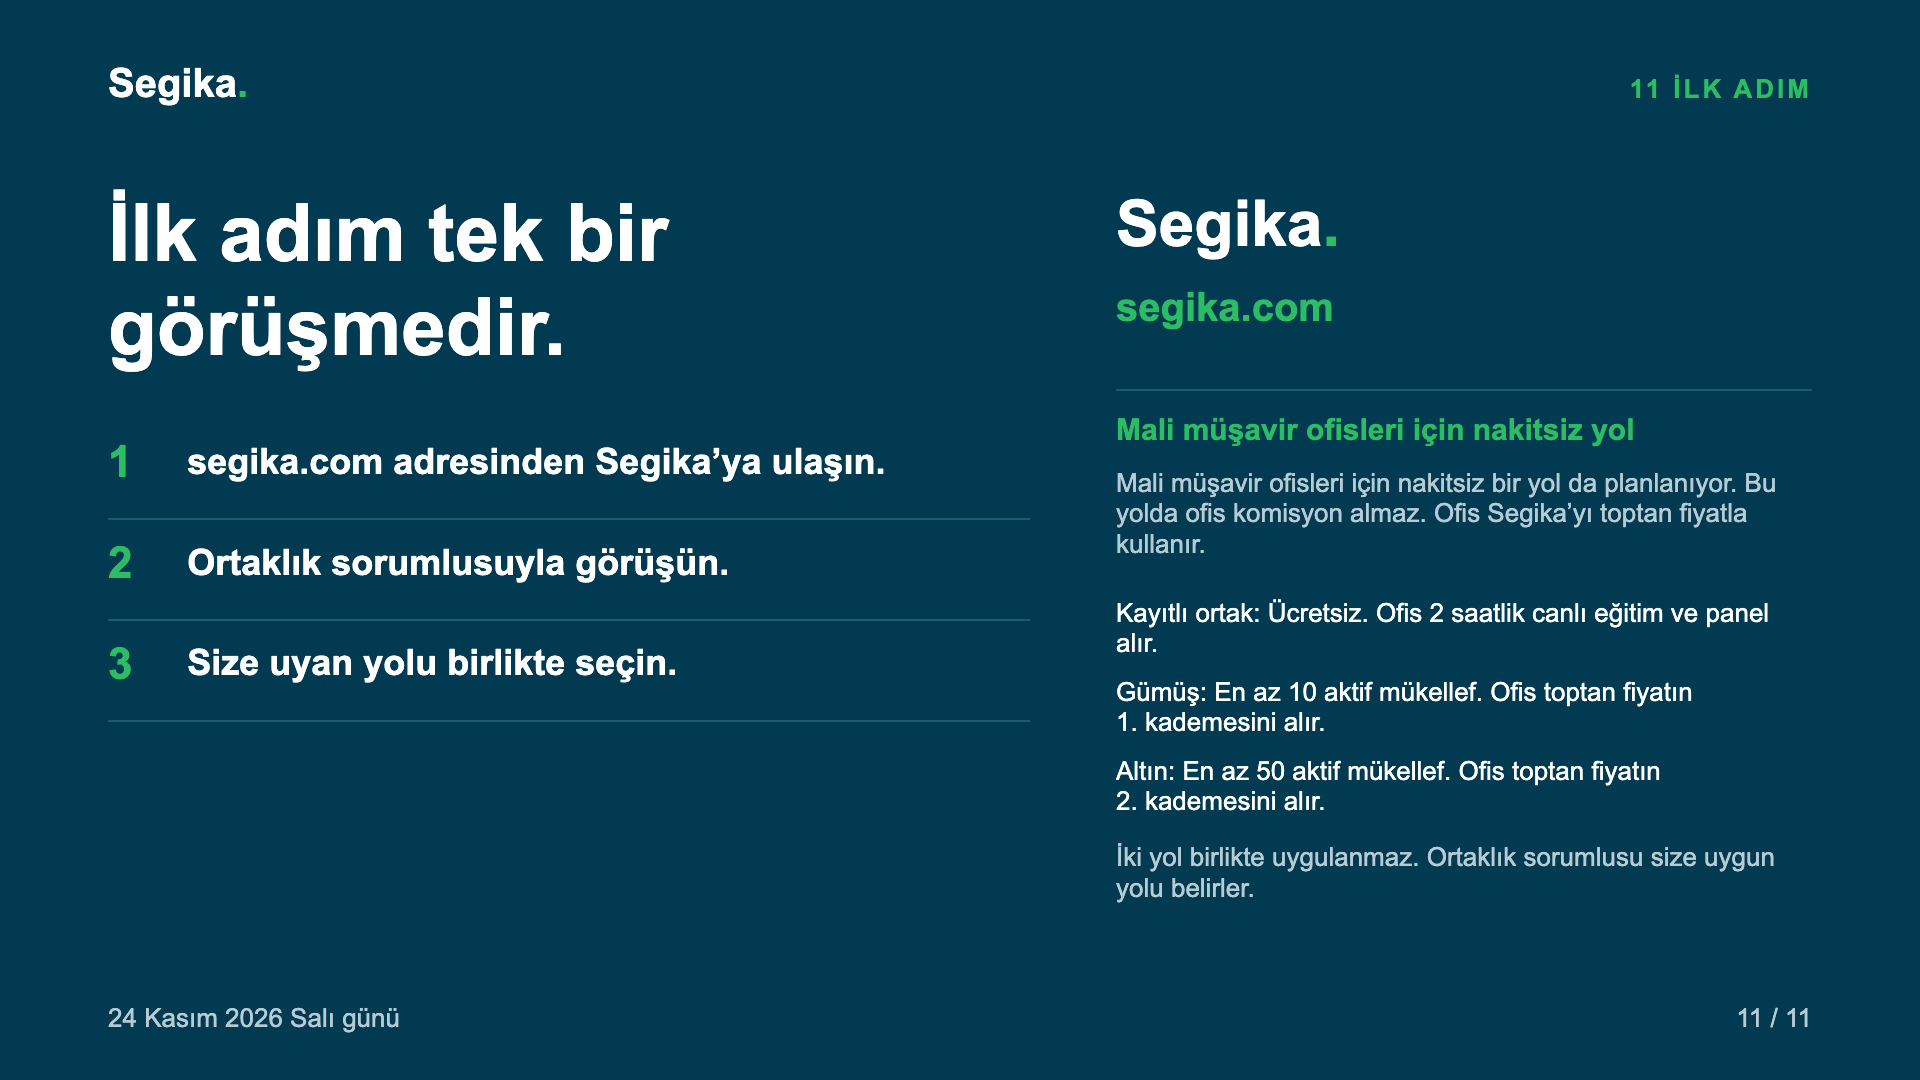 Segika.
11 İLK ADIM
İlk adım tek bir
görüşmedir.
1 segika.com adresinden Segika’ya ulaşın.
2 Ortaklık sorumlusuyla görüşün.
3 Size uyan yolu birlikte seçin.
Segika.
segika.com
Mali müşavir ofisleri için nakitsiz yol
Mali müşavir ofisleri için nakitsiz bir yol da planlanıyor. Bu
yolda ofis komisyon almaz. Ofis Segika’yı toptan fiyatla
kullanır.
Kayıtlı ortak: Ücretsiz. Ofis 2 saatlik canlı eğitim ve panel
alır.
Gümüş: En az 10 aktif mükellef. Ofis toptan fiyatın
1. kademesini alır.
Altın: En az 50 aktif mükellef. Ofis toptan fiyatın
2. kademesini alır.
İki yol birlikte uygulanmaz. Ortaklık sorumlusu size uygun
yolu belirler.
24 Kasım 2026 Salı günü
11 / 11